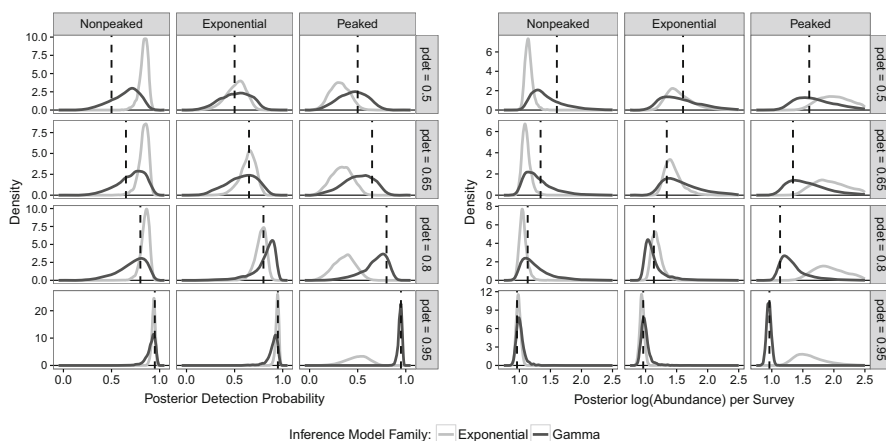 Nonpeaked Exponential Peaked
10.0
7.5
5.0
2.5
0.0
pdet = 0.5
7.5
5.0
2.5
0.0
pdet = 0.65
10.0
7.5
5.0
2.5
0.0
pdet = 0.8
20
10
0
pdet = 0.95
Density
0.0 0.5 1.0 0.0 0.5 1.0 0.0 0.5 1.0
Posterior Detection Probability
Nonpeaked Exponential Peaked
6
4
2
0
pdet = 0.5
6
4
2
0
pdet = 0.65
8
6
4
2
0
pdet = 0.8
12
9
6
3
0
pdet = 0.95
Density
1.0 1.5 2.0 2.5 1.0 1.5 2.0 2.5 1.0 1.5 2.0 2.5
Posterior log(Abundance) per Survey
Inference Model Family: Exponential Gamma